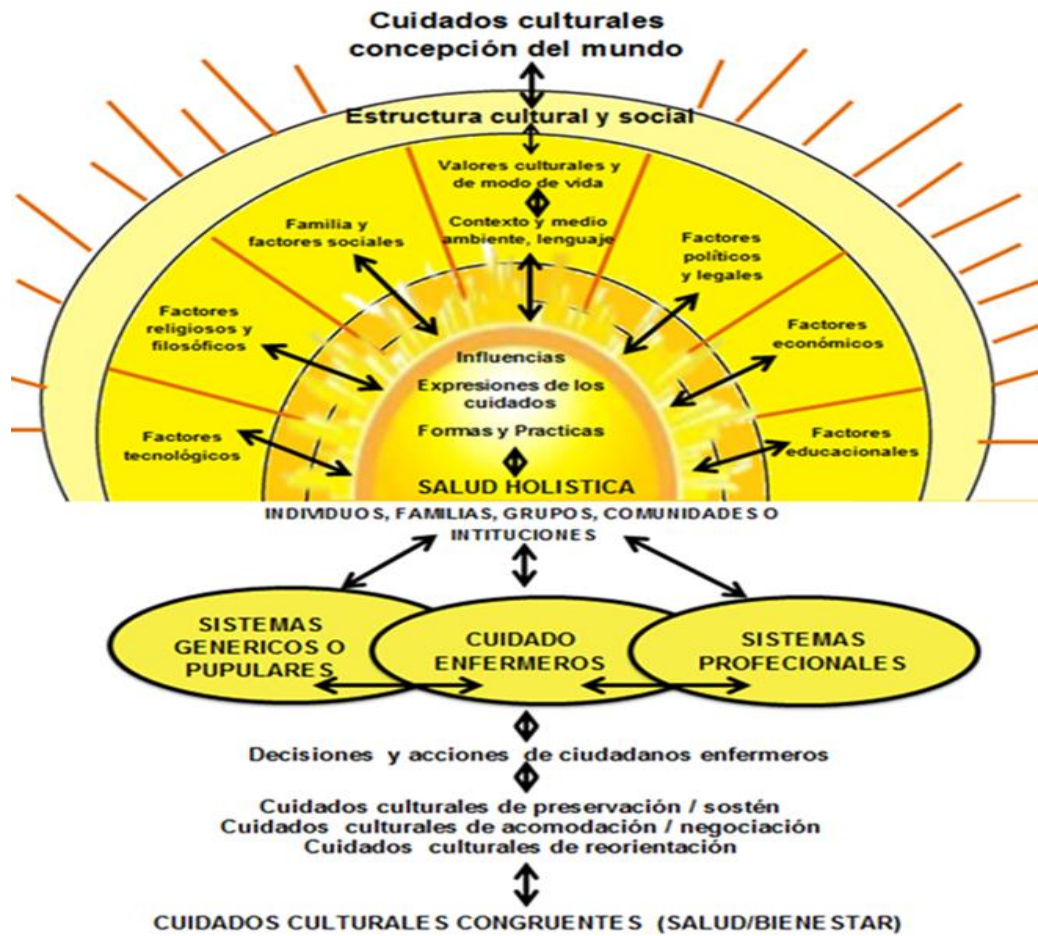 Cuidados culturales
concepción del mundo
Estructura cultural y social
Valores culturales y
de modo de vida
Contexto y medio
ambiente, lenguaje
Familia y
factores sociales
Factores
políticos
y legales
Factores
religiosos y
filosóficos
Factores
económicos
Factores
tecnológicos
Factores
educacionales
Influencias
Expresiones de los
cuidados
Formas y Practicas
SALUD HOLISTICA
INDIVIDUOS, FAMILIAS, GRUPOS, COMUNIDADES O
INTITUCIONES
SISTEMAS
GENERICOS O
PUPULARES
CUIDADO
ENFERMEROS
SISTEMAS
PROFECIONALES
Decisiones y acciones de ciudadanos enfermeros
Cuidados culturales de preservación / sostén
Cuidados culturales de acomodación / negociación
Cuidados culturales de reorientación
CUIDADOS CULTURALES CONGRUENTES (SALUD/BIENESTAR)